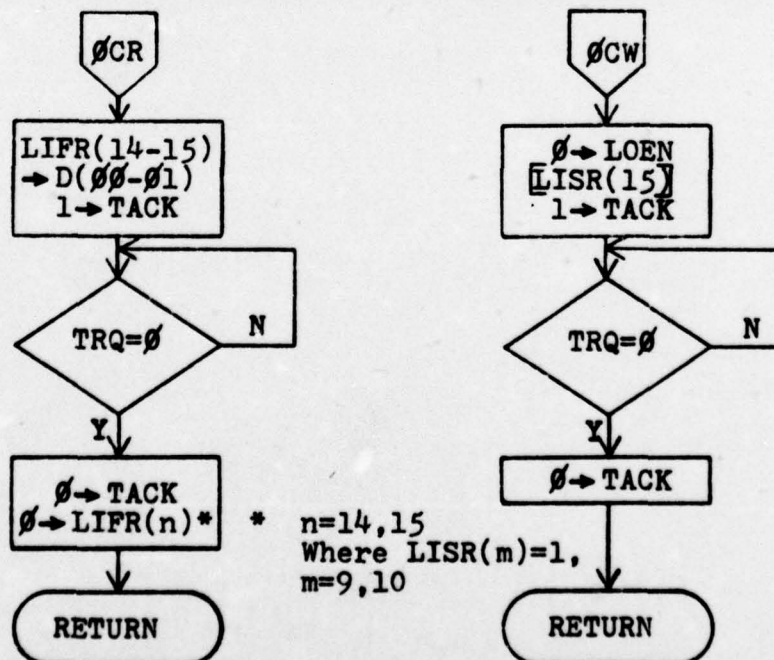 ØCR
LIFR(14-15)
→ D(ØØ-Ø1)
1→ TACK
TRQ=Ø
N
Y
Ø→ TACK
Ø→ LIFR(n)*
* n=14,15
Where LISR(m)=1,
m=9,10
RETURN
ØCW
Ø→ LOEN
[LISR(15)]
1→ TACK
TRQ=Ø
N
Y
Ø→ TACK
RETURN